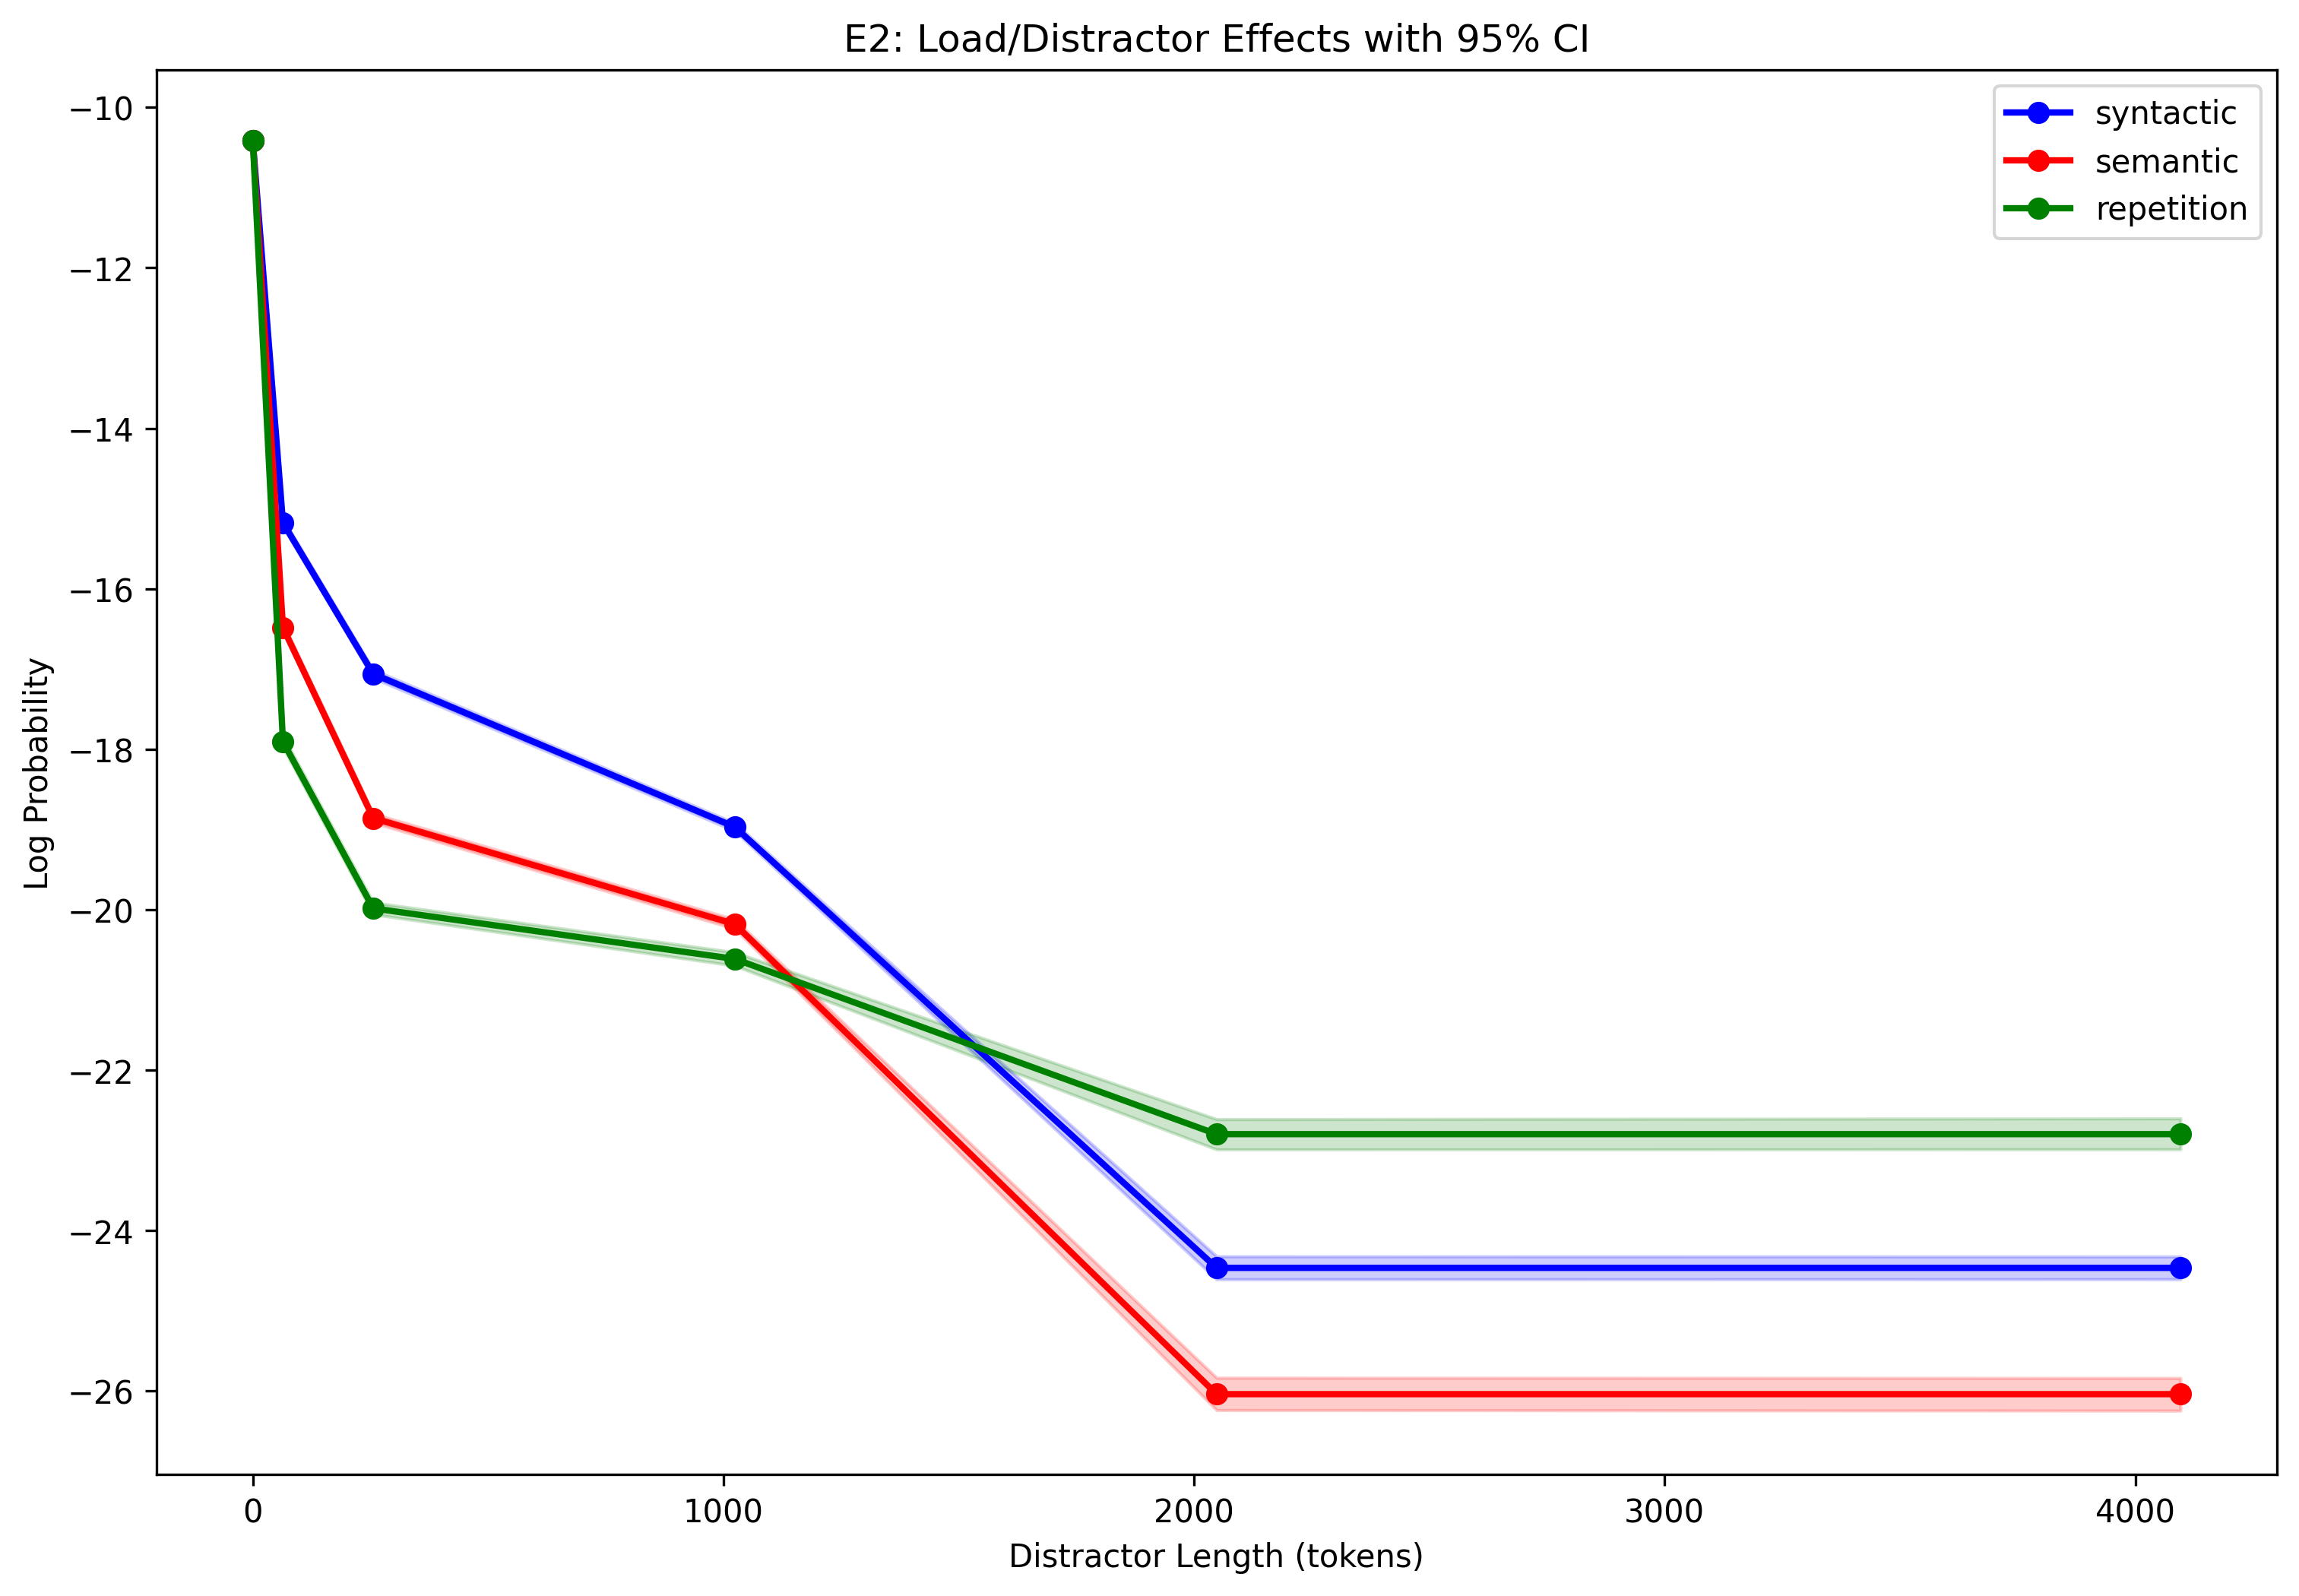 E2: Load/Distractor Effects with 95% CI
syntactic
semantic
repetition
Log Probability
−10
−12
−14
−16
−18
−20
−22
−24
−26
0 1000 2000 3000 4000
Distractor Length (tokens)